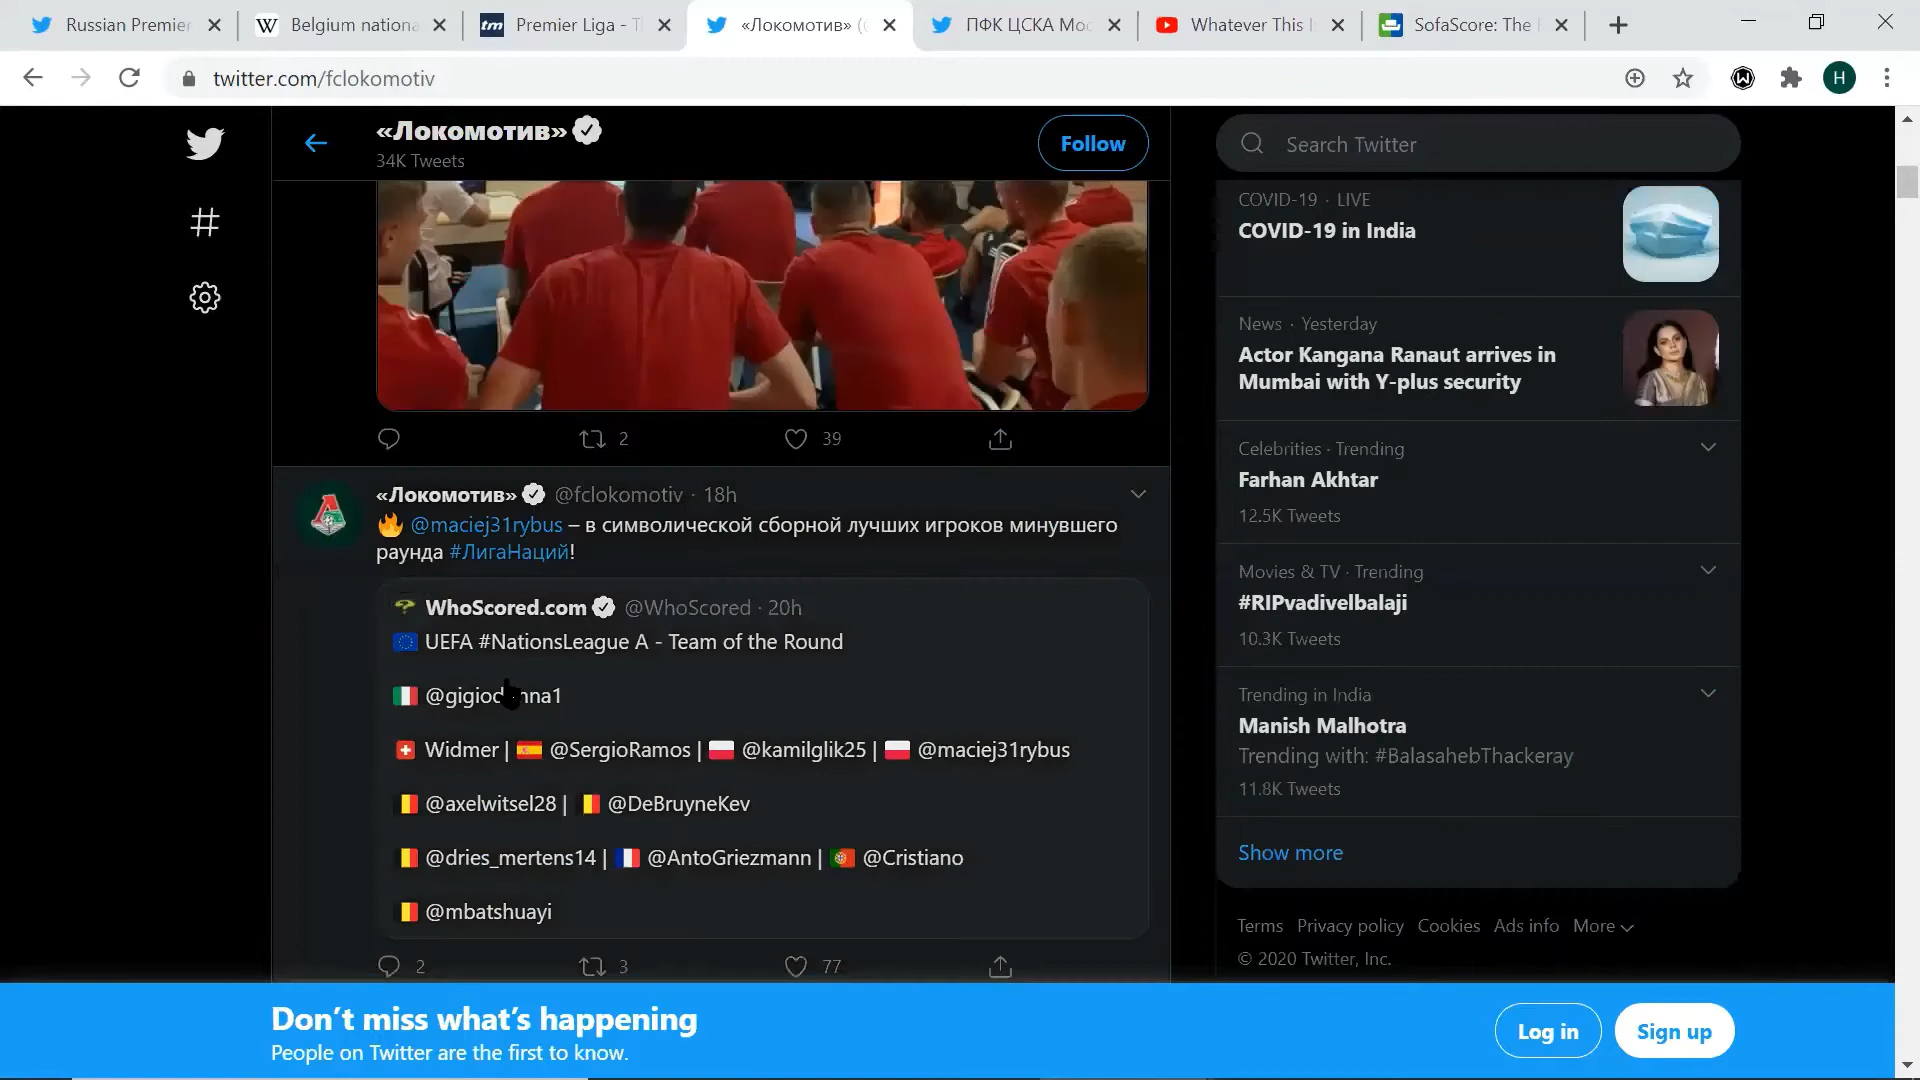 Russian Premier
Belgium nationa
tm Premier Liga - T
«Локомотив» (
ПФК ЦСКА Мос
Whatever This I
SofaScore: The
twitter.com/fclokomotiv
H
«Локомотив»
34K Tweets
Follow
Search Twitter
COVID-19 · LIVE
COVID-19 in India
News · Yesterday
Actor Kangana Ranaut arrives in
Mumbai with Y-plus security
Celebrities · Trending
Farhan Akhtar
12.5K Tweets
Movies & TV · Trending
#RIPvadivelbalaji
10.3K Tweets
Trending in India
Manish Malhotra
Trending with: #BalasahebThackeray
11.8K Tweets
Show more
Terms Privacy policy Cookies Ads info More
© 2020 Twitter, Inc.
2 39
«Локомотив» @fclokomotiv · 18h
🔥 @maciej31rybus – в символической сборной лучших игроков минувшего
раунда #ЛигаНаций!
WhoScored.com @WhoScored · 20h
🇪🇺 UEFA #NationsLeague A - Team of the Round
🇮🇹
🇨🇭 Widmer | 🇪🇸 @SergioRamos | 🇵🇱 @kamilglik25 | 🇵🇱 @maciej31rybus
🇧🇪 @axelwitsel28 | 🇧🇪 @DeBruyneKev
🇧🇪 @dries_mertens14 | 🇫🇷 @AntoGriezmann | 🇵🇹 @Cristiano
🇧🇪 @mbatshuayi
2 3 77
Don't miss what's happening
People on Twitter are the first to know.
Log in
Sign up